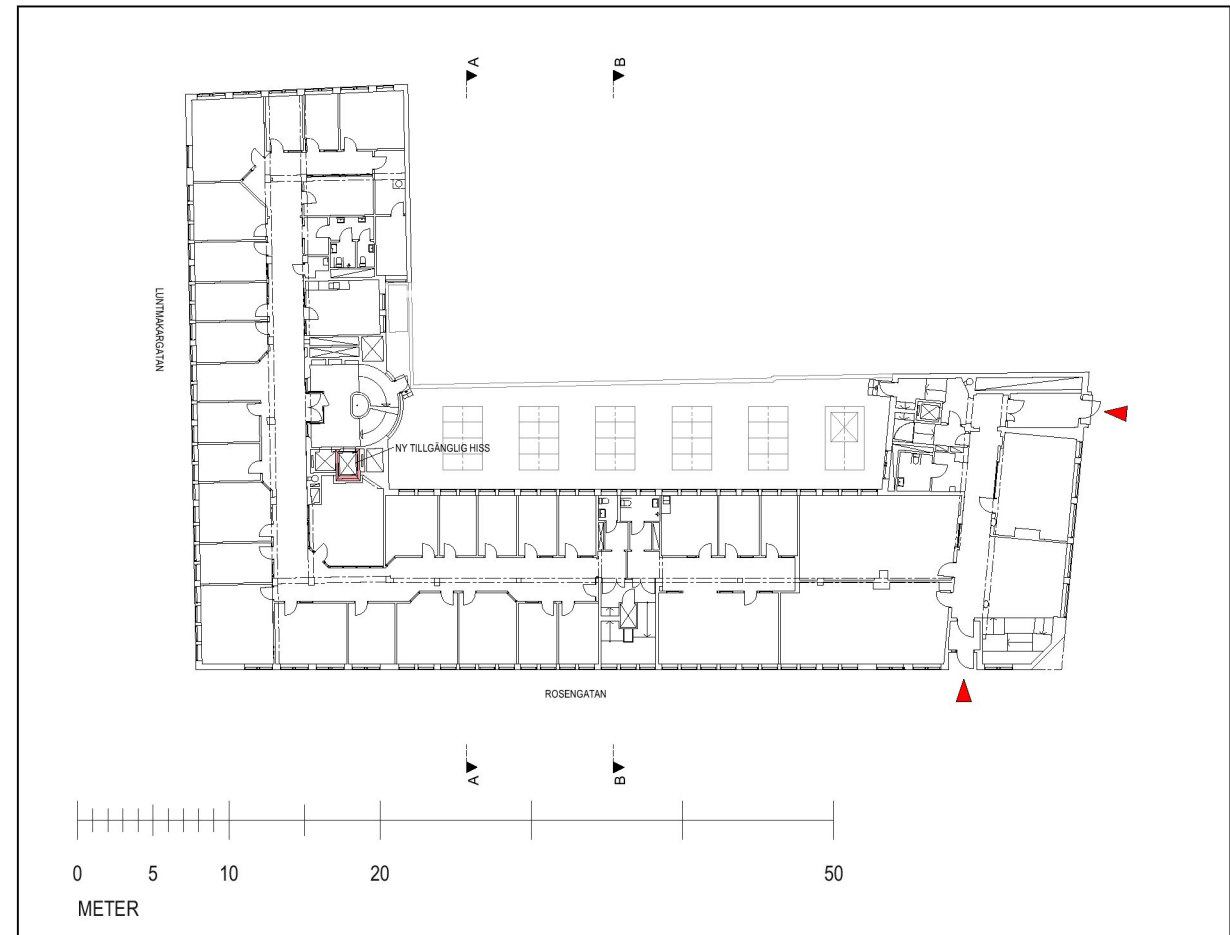 A
B
LUNTMAKARGATAN
NY TILLGÄNGLIG HISS
ROSENGATAN
A
B
0 5 10 20 50
METER